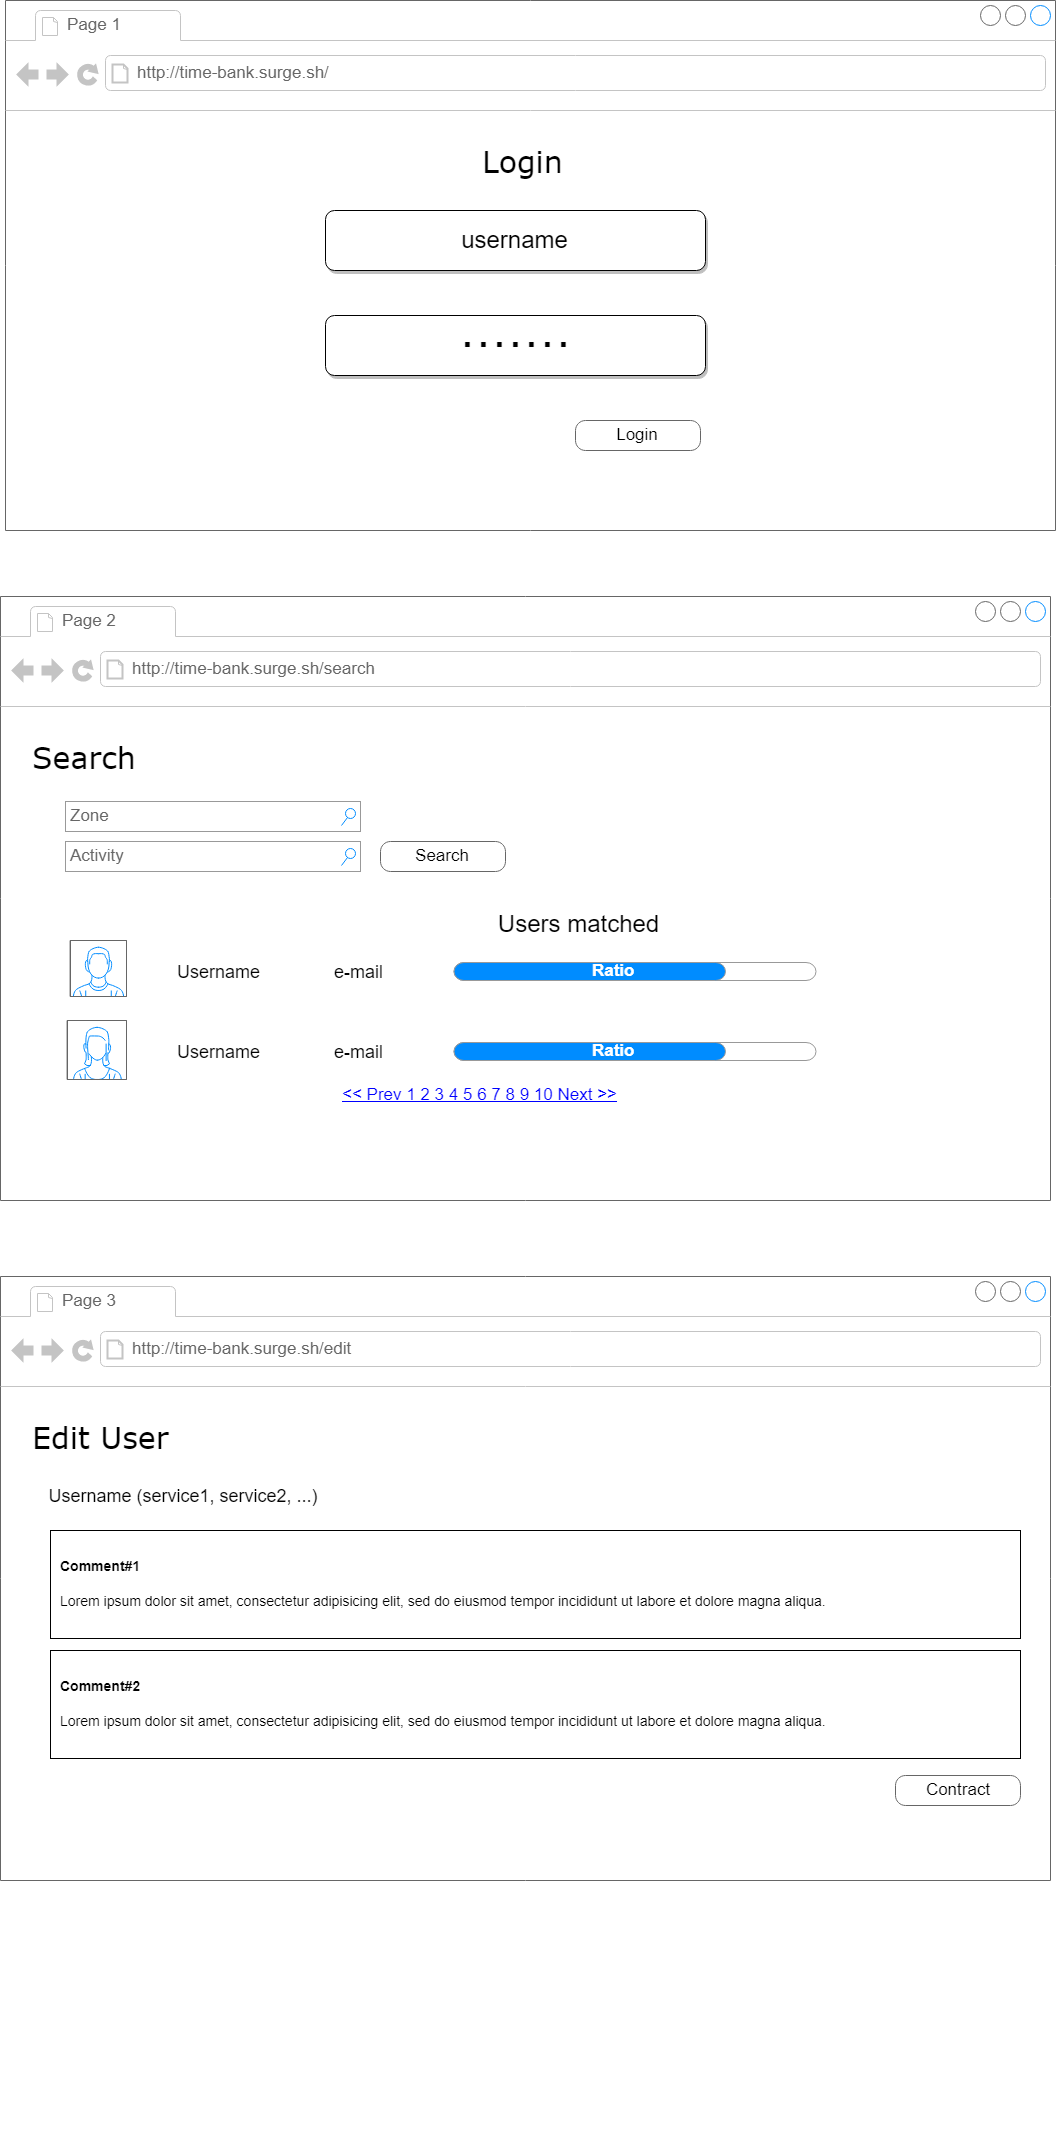 Page 1
http://time-bank.surge.sh/
Login
username
.......
Login
Page 2
http://time-bank.surge.sh/search
Search
Zone
Activity
Search
Users matched
Username e-mail Ratio
Username e-mail Ratio
<< Prev 1 2 3 4 5 6 7 8 9 10 Next >>
Page 3
http://time-bank.surge.sh/edit
Edit User
Username (service1, service2, ...)
Comment#1
Lorem ipsum dolor sit amet, consectetur adipisicing elit, sed do eiusmod tempor incididunt ut labore et dolore magna aliqua.
Comment#2
Lorem ipsum dolor sit amet, consectetur adipisicing elit, sed do eiusmod tempor incididunt ut labore et dolore magna aliqua.
Contract